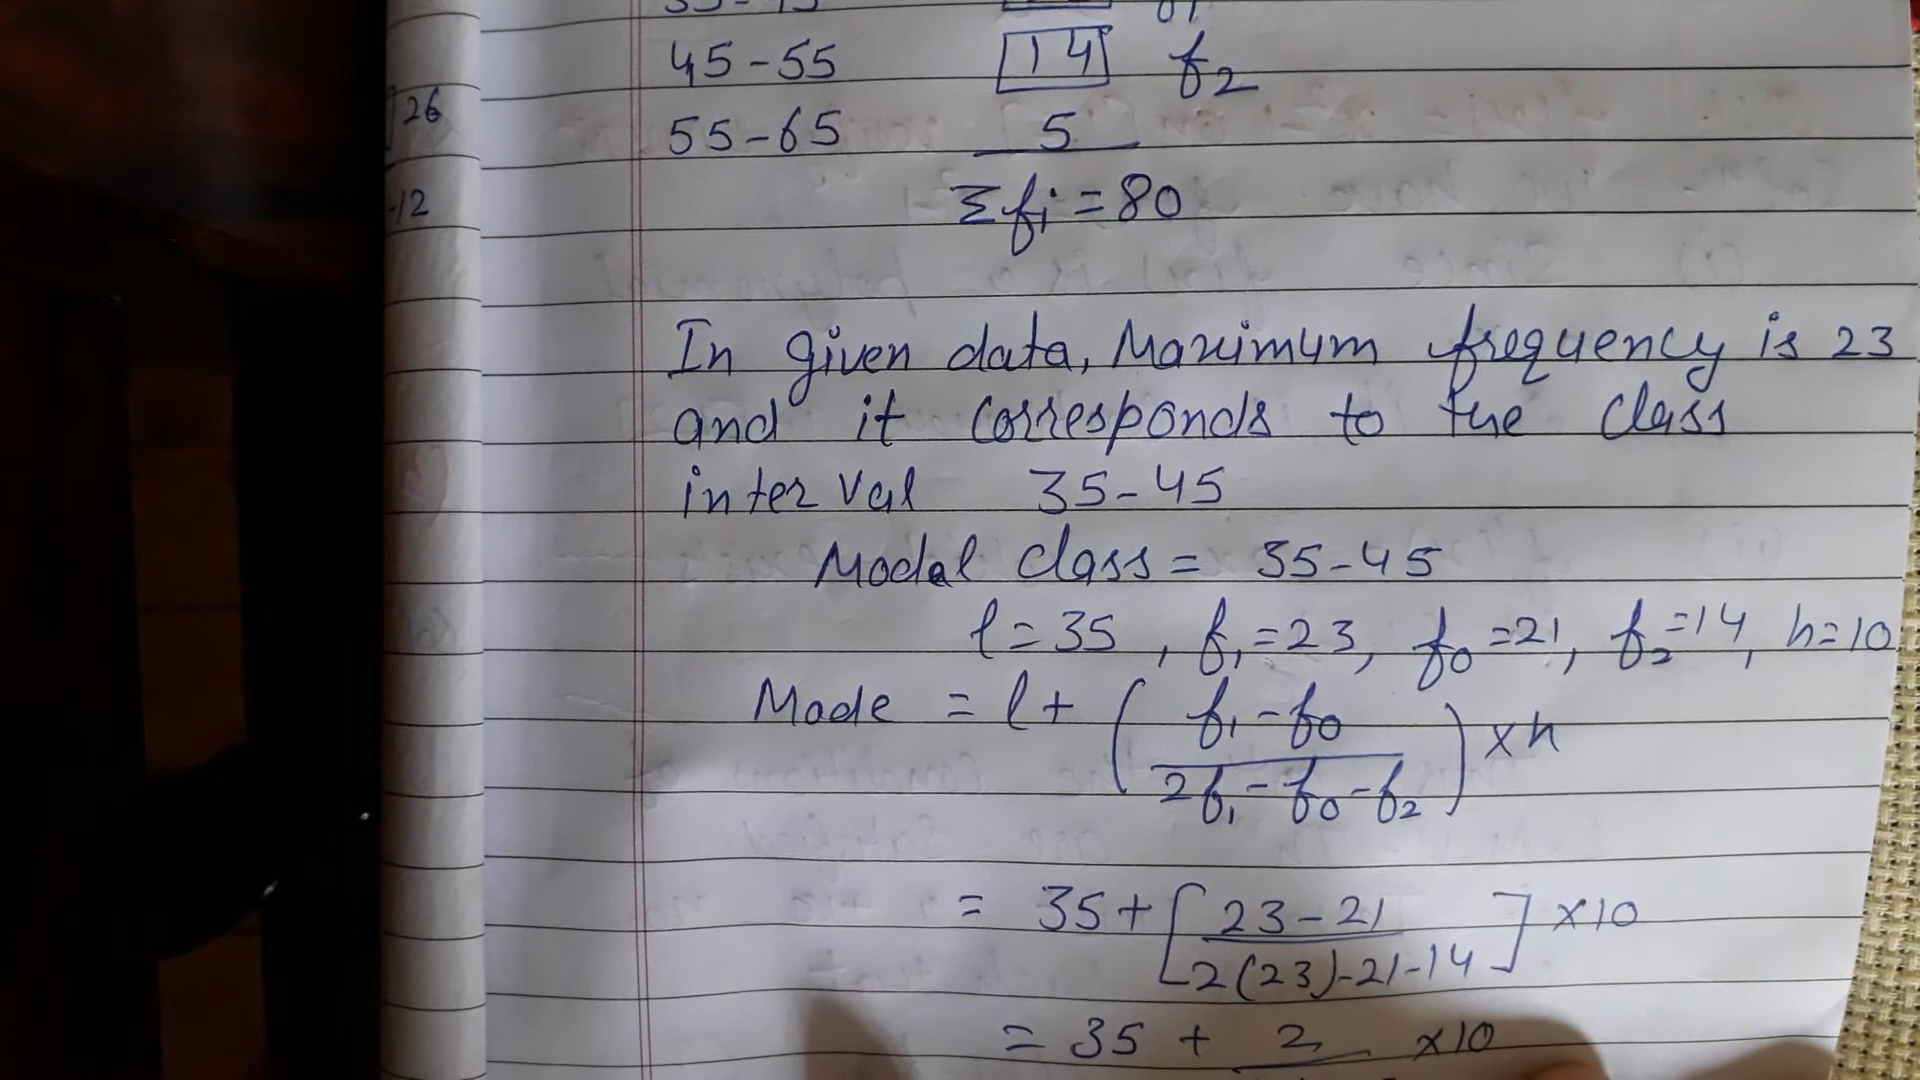 45-55 14 f2
26
55-65 5
-12
Σfi = 80
In given data, Maximum frequency is 23
and it corresponds to the class
interval 35-45
Modal class = 35-45
l=35, f1=23, f0=21, f2=14, h=10
Mode = l + ( f1-f0 / 2f1-f0-f2 ) × h
= 35+ [ 23-21 / 2(23)-21-14 ] ×10
= 35 + 2 ×10